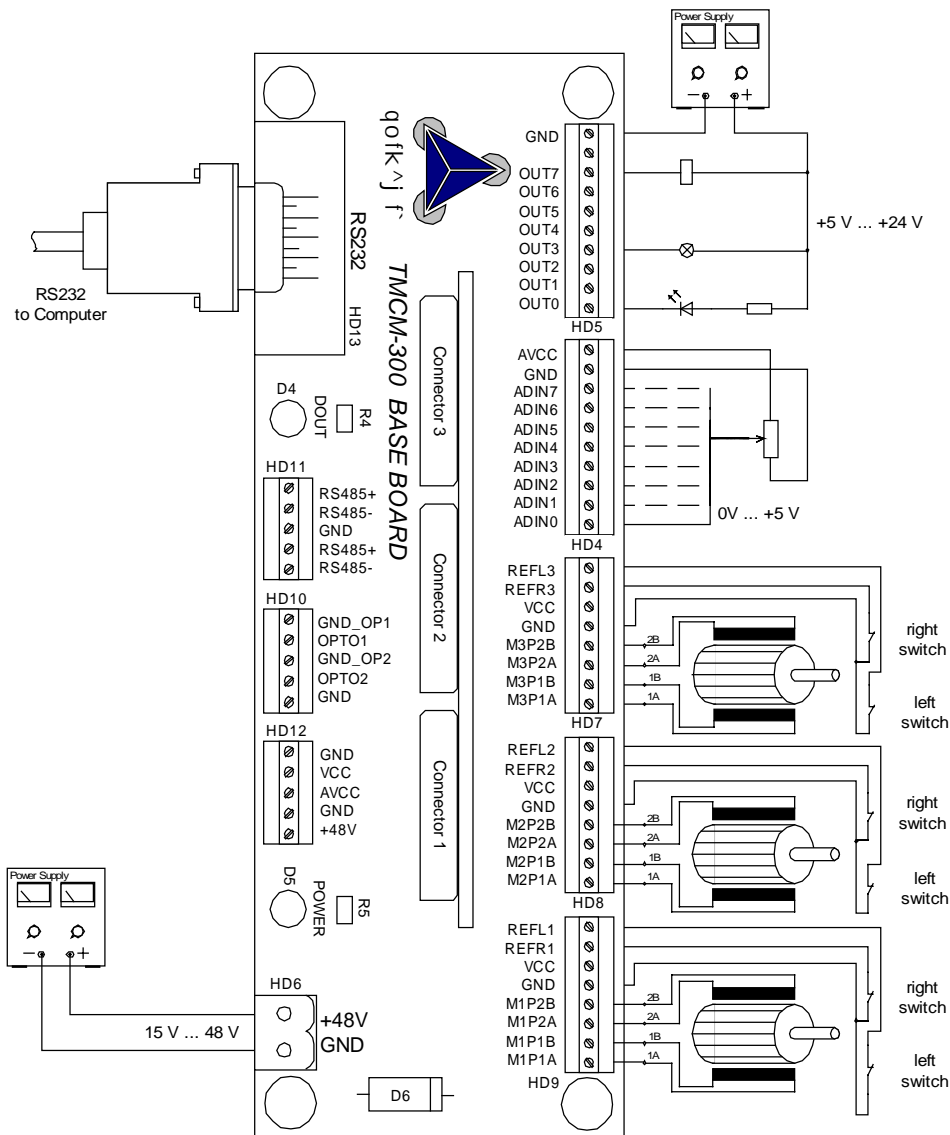 Power Supply
GND
OUT7
OUT6
OUT5
OUT4
OUT3
OUT2
OUT1
OUT0
HD5
+5 V ... +24 V
qofk^j f`
RS232
HD13
RS232
to Computer
TMCM-300 BASE BOARD
Connector 3
Connector 2
Connector 1
D4
DOUT
R4
AVCC
GND
ADIN7
ADIN6
ADIN5
ADIN4
ADIN3
ADIN2
ADIN1
ADIN0
HD4
0V ... +5 V
HD11
RS485+
RS485-
GND
RS485+
RS485-
HD10
GND_OP1
OPTO1
GND_OP2
OPTO2
GND
HD12
GND
VCC
AVCC
GND
+48V
REFL3
REFR3
VCC
GND
M3P2B
M3P2A
M3P1B
M3P1A
HD7
2B
2A
1B
1A
right
switch
left
switch
REFL2
REFR2
VCC
GND
M2P2B
M2P2A
M2P1B
M2P1A
HD8
2B
2A
1B
1A
right
switch
left
switch
REFL1
REFR1
VCC
GND
M1P2B
M1P2A
M1P1B
M1P1A
HD9
2B
2A
1B
1A
right
switch
left
switch
Power Supply
D5
POWER
R5
HD6
+48V
GND
15 V ... 48 V
D6